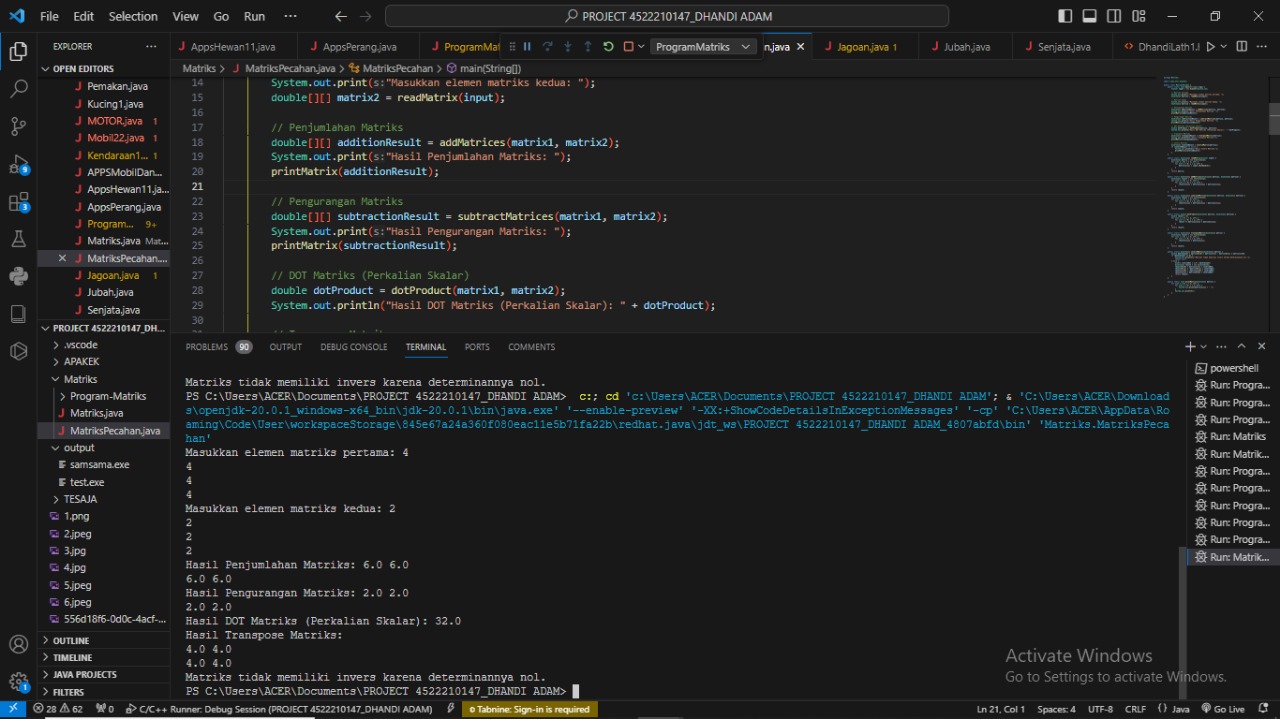 File Edit Selection View Go Run ··· PROJECT 4522210147_DHANDI ADAM
EXPLORER
AppsHewan11.java AppsPerang.java ProgramMat ProgramMatriks n.java Jagoan.java 1 Jubah.java Senjata.java DhandiLath1.
OPEN EDITORS
Matriks > MatriksPecahan.java > MatriksPecahan > main(String[])
Pemakan.java
Kucing1.java
MOTOR.java 1
Mobil22.java 1
Kendaraan1... 1
APPSMobilDan...
AppsHewan11.ja...
AppsPerang.java
Program... 9+
Matriks.java Mat...
MatriksPecahan....
Jagoan.java 1
Jubah.java
Senjata.java
14 System.out.print(s:"Masukkan elemen matriks kedua: ");
15 double[][] matrix2 = readMatrix(input);
16
17 // Penjumlahan Matriks
18 double[][] additionResult = addMatrices(matrix1, matrix2);
19 System.out.print(s:"Hasil Penjumlahan Matriks: ");
20 printMatrix(additionResult);
21
22 // Pengurangan Matriks
23 double[][] subtractionResult = subtractMatrices(matrix1, matrix2);
24 System.out.print(s:"Hasil Pengurangan Matriks: ");
25 printMatrix(subtractionResult);
26
27 // DOT Matriks (Perkalian Skalar)
28 double dotProduct = dotProduct(matrix1, matrix2);
29 System.out.println("Hasil DOT Matriks (Perkalian Skalar): " + dotProduct);
30
PROJECT 4522210147_DH...
.vscode
APAKEK
Matriks
Program-Matriks
Matriks.java
MatriksPecahan.java
output
samsama.exe
test.exe
TESAJA
1.png
2.jpeg
3.jpg
4.jpg
5.jpeg
6.jpeg
556d18f6-0d0c-4acf-...
OUTLINE
TIMELINE
JAVA PROJECTS
FILTERS
PROBLEMS 90 OUTPUT DEBUG CONSOLE TERMINAL PORTS COMMENTS
Matriks tidak memiliki invers karena determinannya nol.
PS C:\Users\ACER\Documents\PROJECT 4522210147_DHANDI ADAM> c:; cd 'c:\Users\ACER\Documents\PROJECT 4522210147_DHANDI ADAM'; & 'C:\Users\ACER\Download
s\openjdk-20.0.1_windows-x64_bin\jdk-20.0.1\bin\java.exe' '--enable-preview' '-XX:+ShowCodeDetailsInExceptionMessages' '-cp' 'C:\Users\ACER\AppData\Ro
aming\Code\User\workspaceStorage\845e67a24a360f080eac11e5b71fa22b\redhat.java\jdt_ws\PROJECT 4522210147_DHANDI ADAM_4807abfd\bin' 'Matriks.MatriksPeca
han'
Masukkan elemen matriks pertama: 4
4
4
4
Masukkan elemen matriks kedua: 2
2
2
2
Hasil Penjumlahan Matriks: 6.0 6.0
6.0 6.0
Hasil Pengurangan Matriks: 2.0 2.0
2.0 2.0
Hasil DOT Matriks (Perkalian Skalar): 32.0
Hasil Transpose Matriks:
4.0 4.0
4.0 4.0
Matriks tidak memiliki invers karena determinannya nol.
PS C:\Users\ACER\Documents\PROJECT 4522210147_DHANDI ADAM>
powershell
Run: Progra...
Run: Progra...
Run: Progra...
Run: Matriks
Run: Matrik...
Run: Progra...
Run: Progra...
Run: Progra...
Run: Progra...
Run: Progra...
Run: Matrik...
Activate Windows
Go to Settings to activate Windows.
28 62 0 C/C++ Runner: Debug Session (PROJECT 4522210147_DHANDI ADAM) Tabnine: Sign-in is required Ln 21, Col 1 Spaces: 4 UTF-8 CRLF {} Java Go Live